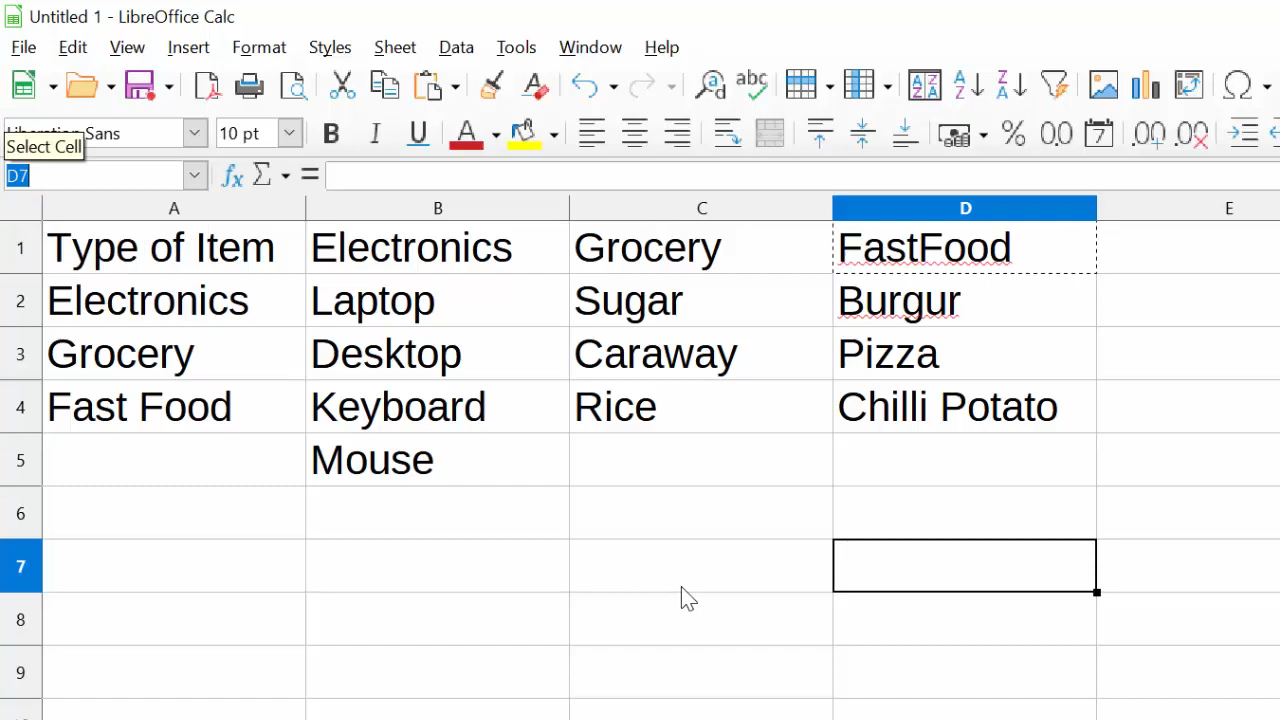 Untitled 1 - LibreOffice Calc
File Edit View Insert Format Styles Sheet Data Tools Window Help
Liberation Sans 10 pt
Select Cell
D7
A B C D E
1 Type of Item Electronics Grocery FastFood
2 Electronics Laptop Sugar Burgur
3 Grocery Desktop Caraway Pizza
4 Fast Food Keyboard Rice Chilli Potato
5 Mouse
6
7
8
9